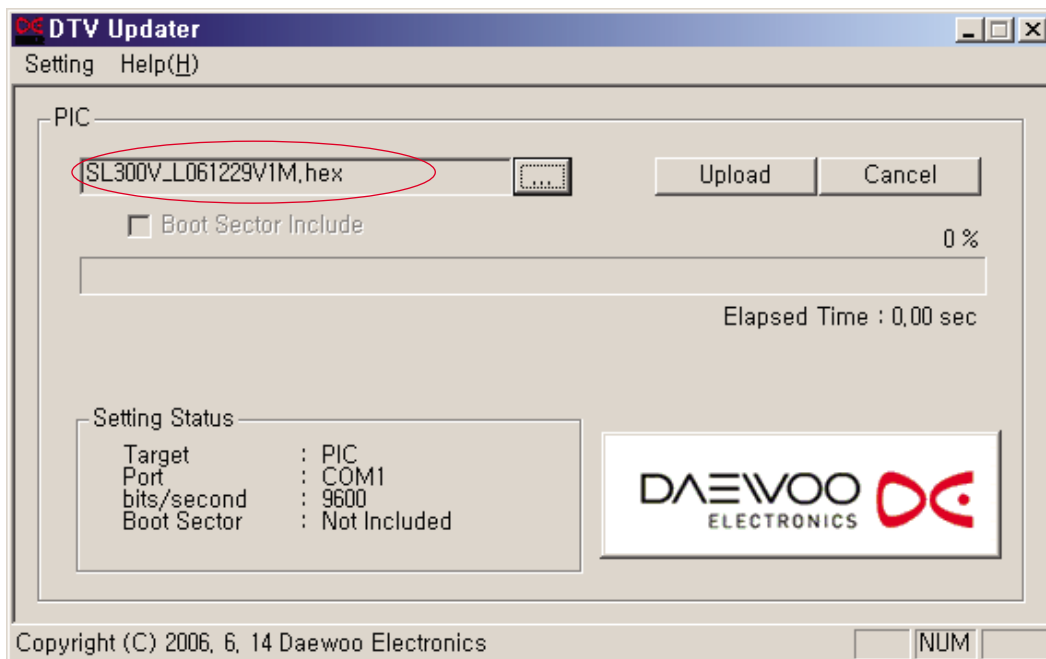 DTV Updater
Setting Help(H)
PIC
SL300V_L061229V1M.hex ... Upload Cancel
Boot Sector Include
0 %
Elapsed Time : 0.00 sec
Setting Status
Target : PIC
Port : COM1
bits/second : 9600
Boot Sector : Not Included
DAEWOO
ELECTRONICS
Copyright (C) 2006, 6, 14 Daewoo Electronics NUM